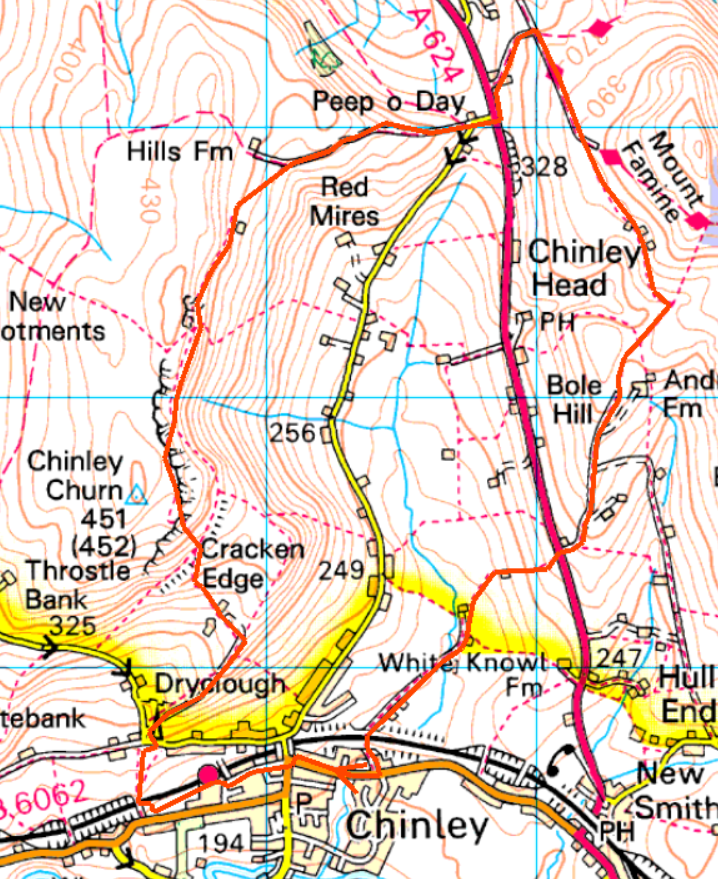 A 624
400
370
390
Peep o Day
Hills Fm
430
328
Mount
Famine
Red
Mires
Chinley
Head
New
otments
PH
Bole
Hill
And
Fm
256
Chinley
Churn
451
(452)
Cracken
Edge
Throstle
Bank
325
249
White Knowl
Fm
247
Hull
End
Dryclough
tebank
B6062
New
Smith
P
Chinley
PH
194